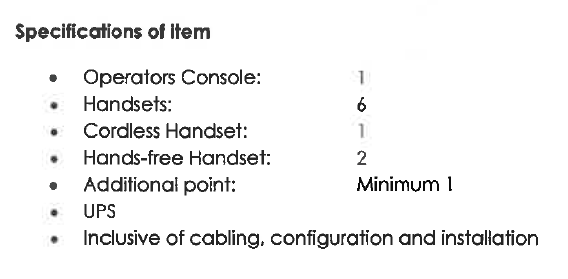 Specifications of Item
• Operators Console: 1
• Handsets: 6
• Cordless Handset: 1
• Hands-free Handset: 2
• Additional point: Minimum 1
• UPS
• Inclusive of cabling, configuration and installation